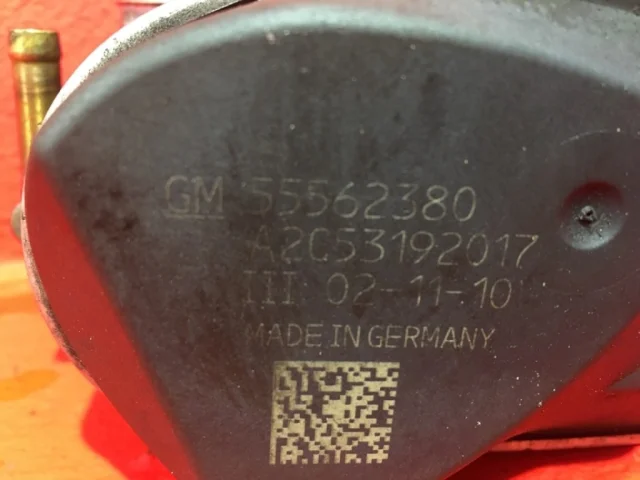 GM 55562380
A2C53192017
III 02-11-10
MADE IN GERMANY